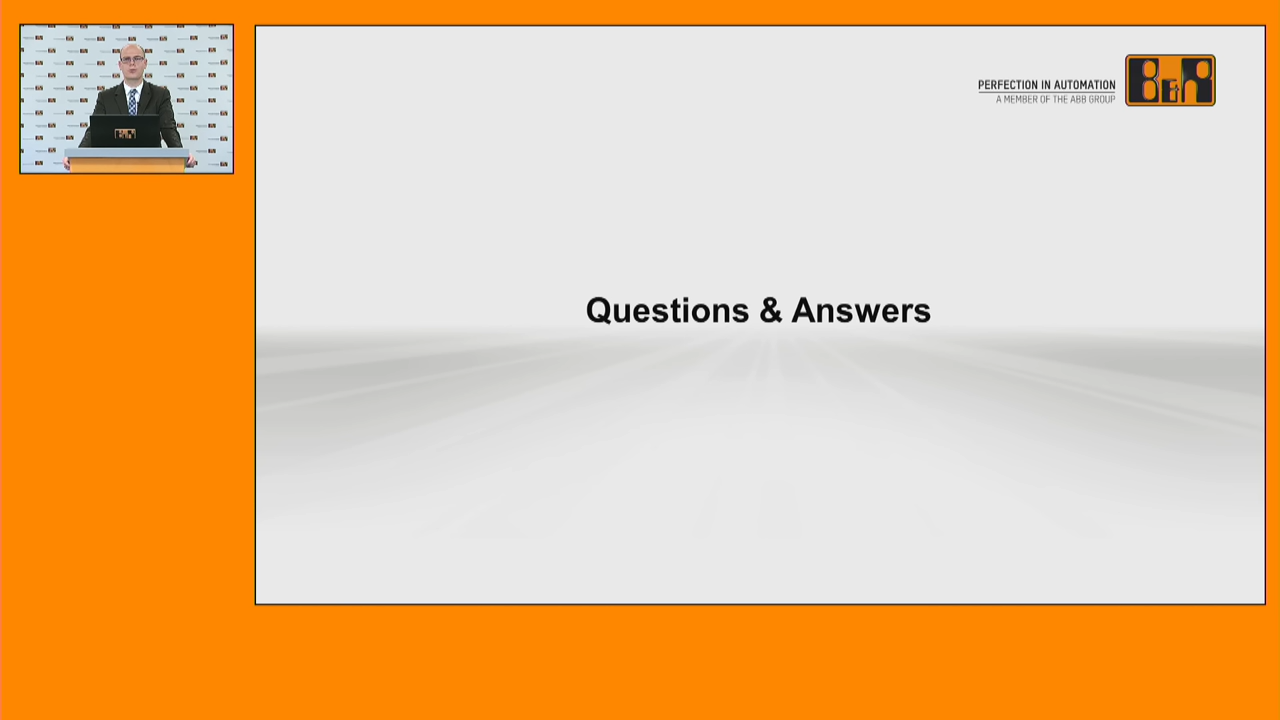 PERFECTION IN AUTOMATION
A MEMBER OF THE ABB GROUP
B&R
Questions & Answers